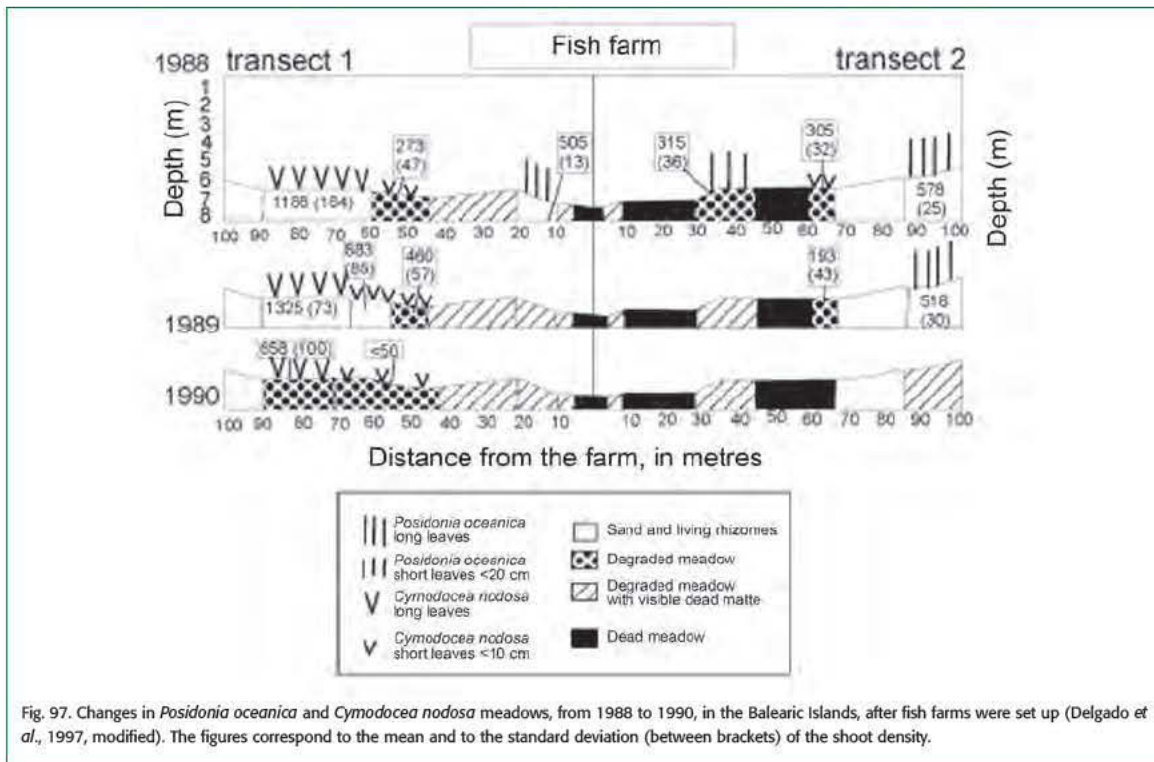 Fish farm
1988 transect 1 transect 2
Depth (m)
1
2
3
4
5
6
7
8
Depth (m)
273
(47)
505
(13)
315
(36)
305
(32)
1188 (184)
578
(25)
100 90 80 70 60 50 40 20 10 10 20 30 40 50 60 70 80 90 100
683
(85)
460
(57)
193
(43)
1325 (73)
518
(30)
1989
658 (100)
<50
1990
100 90 80 70 60 50 40 30 20 10 10 20 30 40 50 60 70 80 90 100
Distance from the farm, in metres
Posidonia oceanica
long leaves
Posidonia oceanica
short leaves <20 cm
Cymodocea nodosa
long leaves
Cymodocea nodosa
short leaves <10 cm
Sand and living rhizomes
Degraded meadow
Degraded meadow
with visible dead matte
Dead meadow
Fig. 97. Changes in Posidonia oceanica and Cymodocea nodosa meadows, from 1988 to 1990, in the Balearic Islands, after fish farms were set up (Delgado et
al., 1997, modified). The figures correspond to the mean and to the standard deviation (between brackets) of the shoot density.